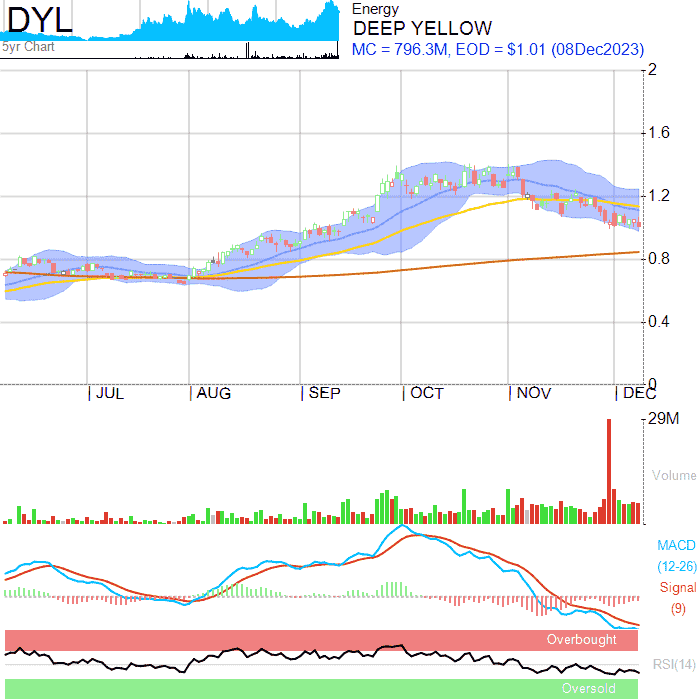 DYL
5yr Chart
Energy
DEEP YELLOW
MC = 796.3M, EOD = $1.01 (08Dec2023)
2
1.6
1.2
0.8
0.4
0
JUL AUG SEP OCT NOV DEC
29M
Volume
MACD
(12-26)
Signal
(9)
Overbought
RSI(14)
Oversold